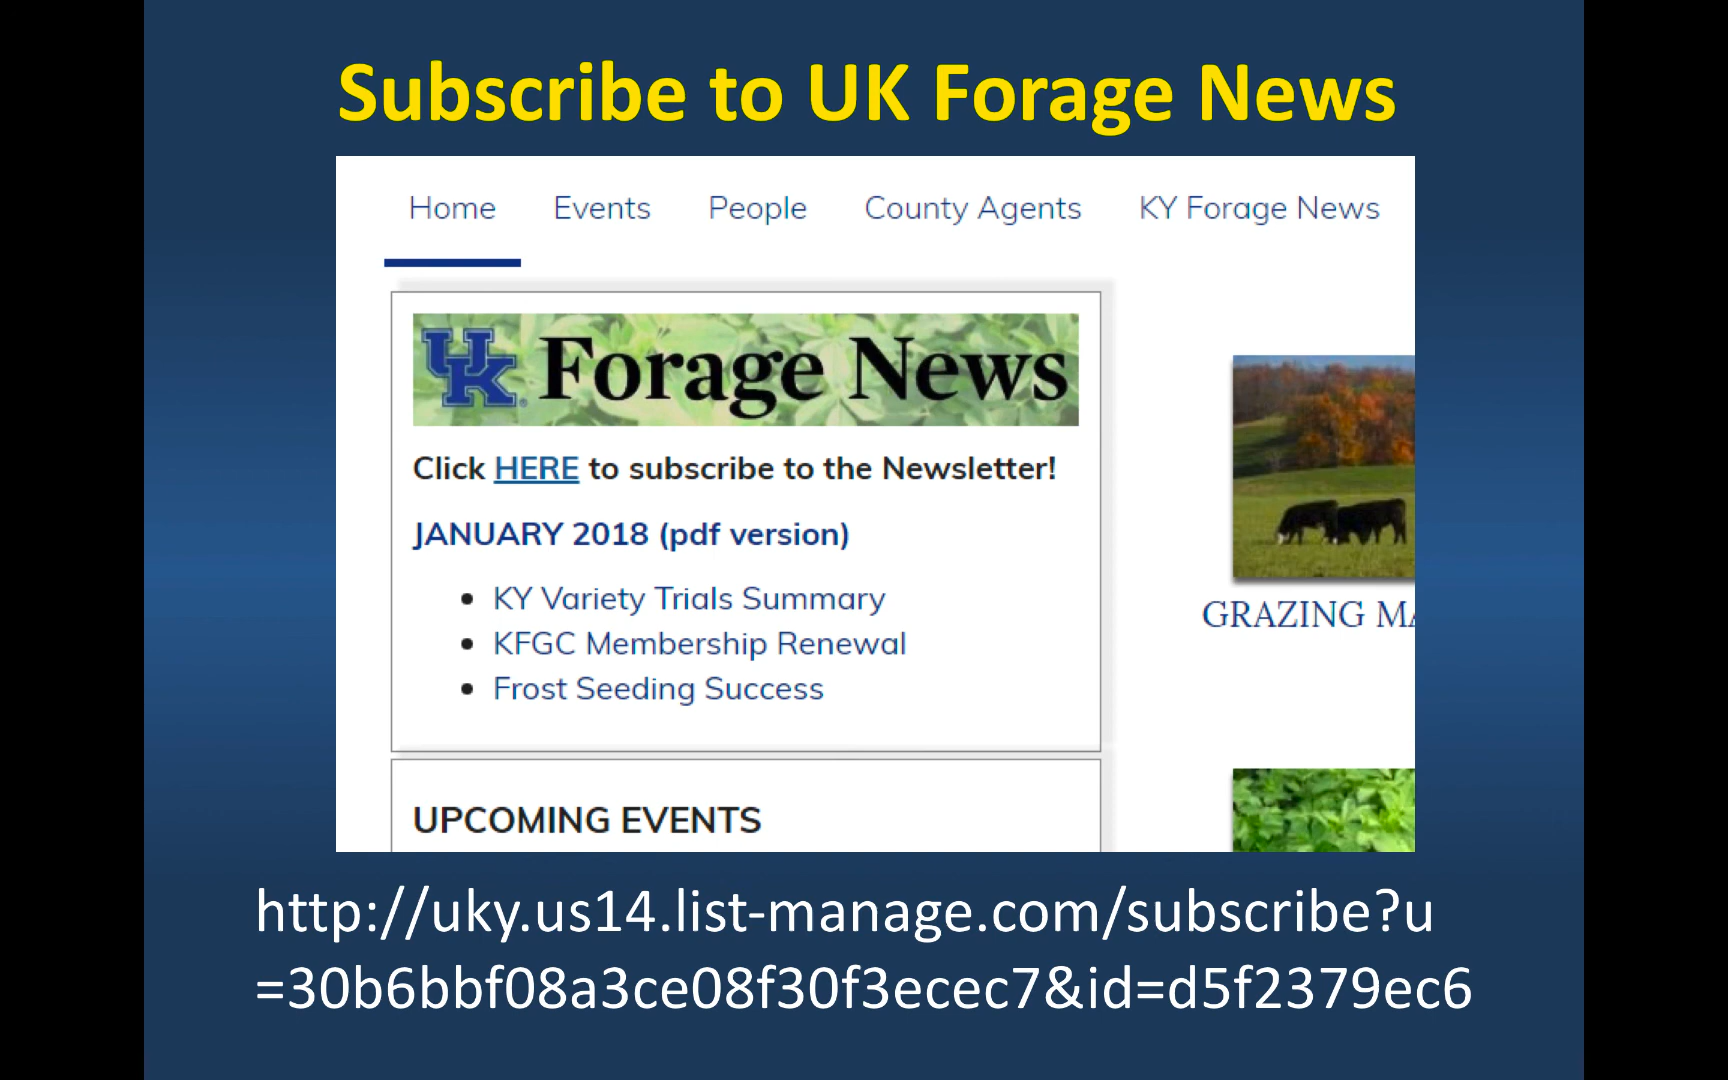 Subscribe to UK Forage News
Home Events People County Agents KY Forage News
UK Forage News
Click HERE to subscribe to the Newsletter!
JANUARY 2018 (pdf version)
• KY Variety Trials Summary
• KFGC Membership Renewal
• Frost Seeding Success
GRAZING
UPCOMING EVENTS
http://uky.us14.list-manage.com/subscribe?u
=30b6bbf08a3ce08f30f3ecec7&id=d5f2379ec6